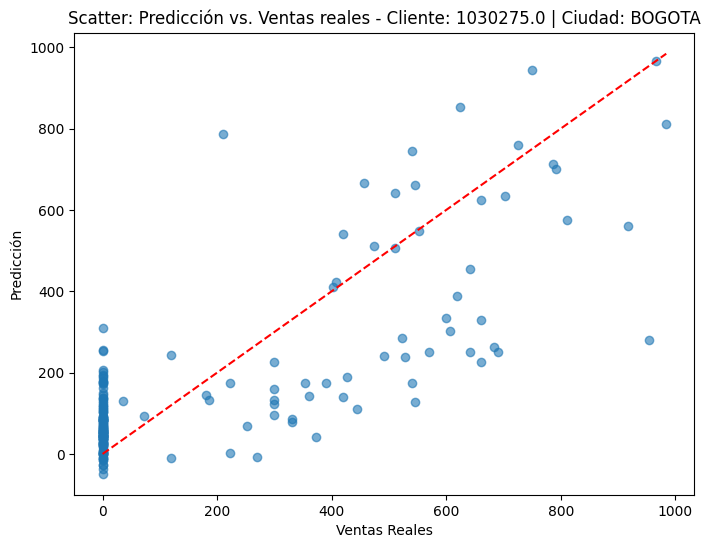 Scatter: Predicción vs. Ventas reales - Cliente: 1030275.0 | Ciudad: BOGOTA
1000
800
600
400
200
0
Predicción
0 200 400 600 800 1000
Ventas Reales